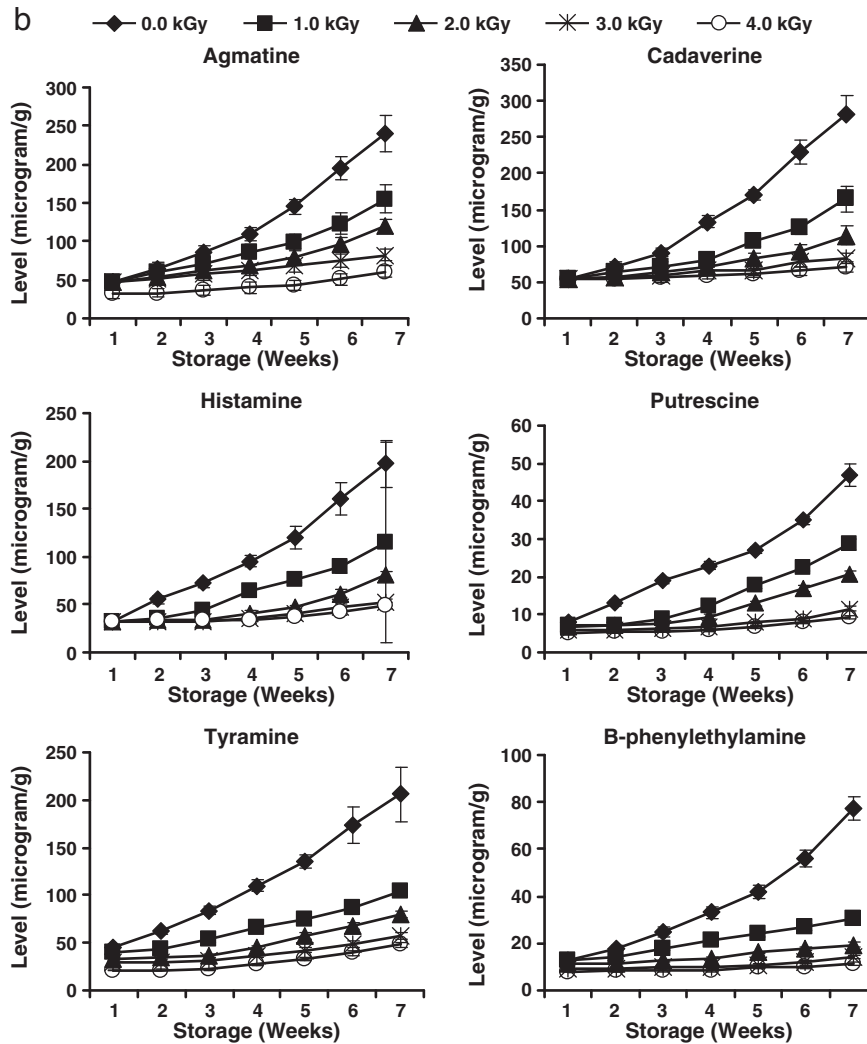 b
0.0 kGy 1.0 kGy 2.0 kGy 3.0 kGy 4.0 kGy
Agmatine
Level (microgram/g)
300
250
200
150
100
50
0
1 2 3 4 5 6 7
Storage (Weeks)
Cadaverine
Level (microgram/g)
350
300
250
200
150
100
50
0
1 2 3 4 5 6 7
Storage (Weeks)
Histamine
Level (microgram/g)
250
200
150
100
50
0
1 2 3 4 5 6 7
Storage (Weeks)
Putrescine
Level (microgram/g)
60
50
40
30
20
10
0
1 2 3 4 5 6 7
Storage (Weeks)
Tyramine
Level (microgram/g)
250
200
150
100
50
0
1 2 3 4 5 6 7
Storage (Weeks)
B-phenylethylamine
Level (microgram/g)
100
80
60
40
20
0
1 2 3 4 5 6 7
Storage (Weeks)